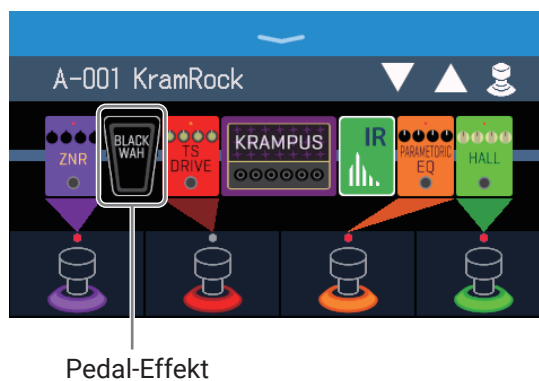 A-001 KramRock
ZNR
BLACK
WAH
TS
DRIVE
KRAMPUS
IR
PARAMETORIC
EQ
HALL
Pedal-Effekt